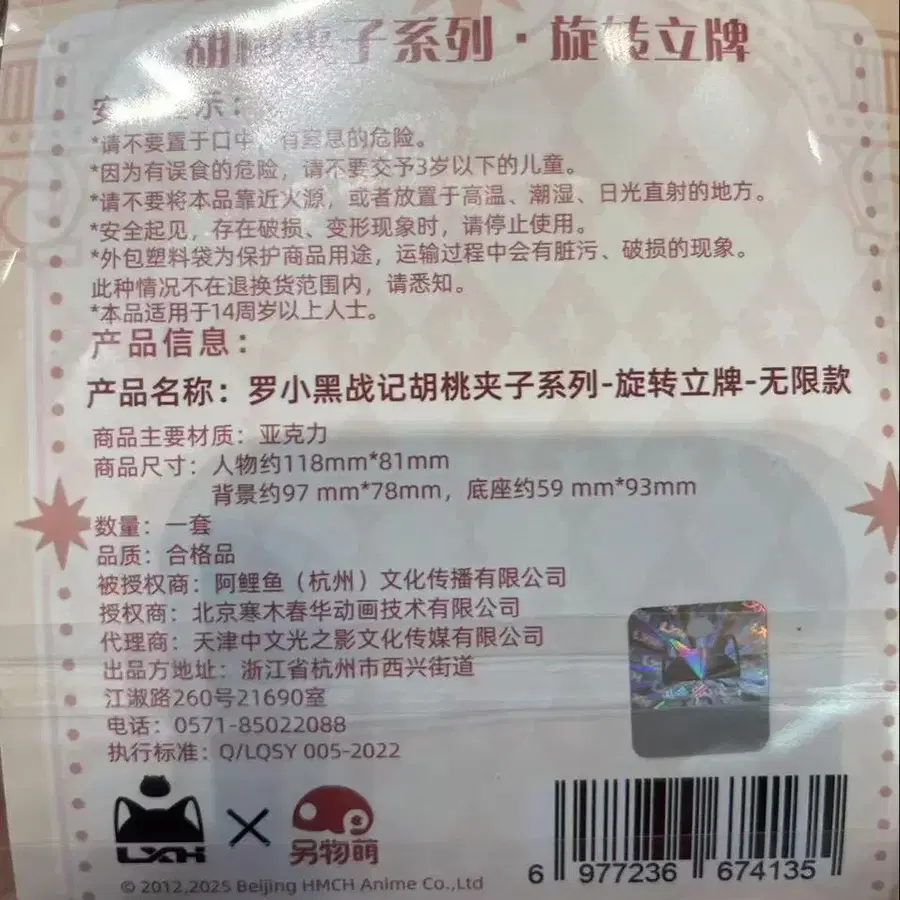 胡桃夹子系列·旋转立牌
安全提示：
*请不要置于口中，有窒息的危险。
*因为有误食的危险，请不要交予3岁以下的儿童。
*请不要将本品靠近火源，或者放置于高温、潮湿、日光直射的地方。
*安全起见，存在破损、变形现象时，请停止使用。
*外包塑料袋为保护商品用途，运输过程中会有脏污、破损的现象。
此种情况不在退换货范围内，请悉知。
*本品适用于14周岁以上人士。
产品信息：
产品名称：罗小黑战记胡桃夹子系列-旋转立牌-无限款
商品主要材质：亚克力
商品尺寸：人物约118mm*81mm
背景约97 mm*78mm，底座约59 mm*93mm
数量：一套
品质：合格品
被授权商：阿鲤鱼（杭州）文化传播有限公司
授权商：北京寒木春华动画技术有限公司
代理商：天津中文光之影文化传媒有限公司
出品方地址：浙江省杭州市西兴街道
江淑路260号21690室
电话：0571-85022088
执行标准：Q/LQSY 005-2022
LXH × 另物萌
© 2012,2025 Beijing HMCH Anime Co.,Ltd
6 977236 674135